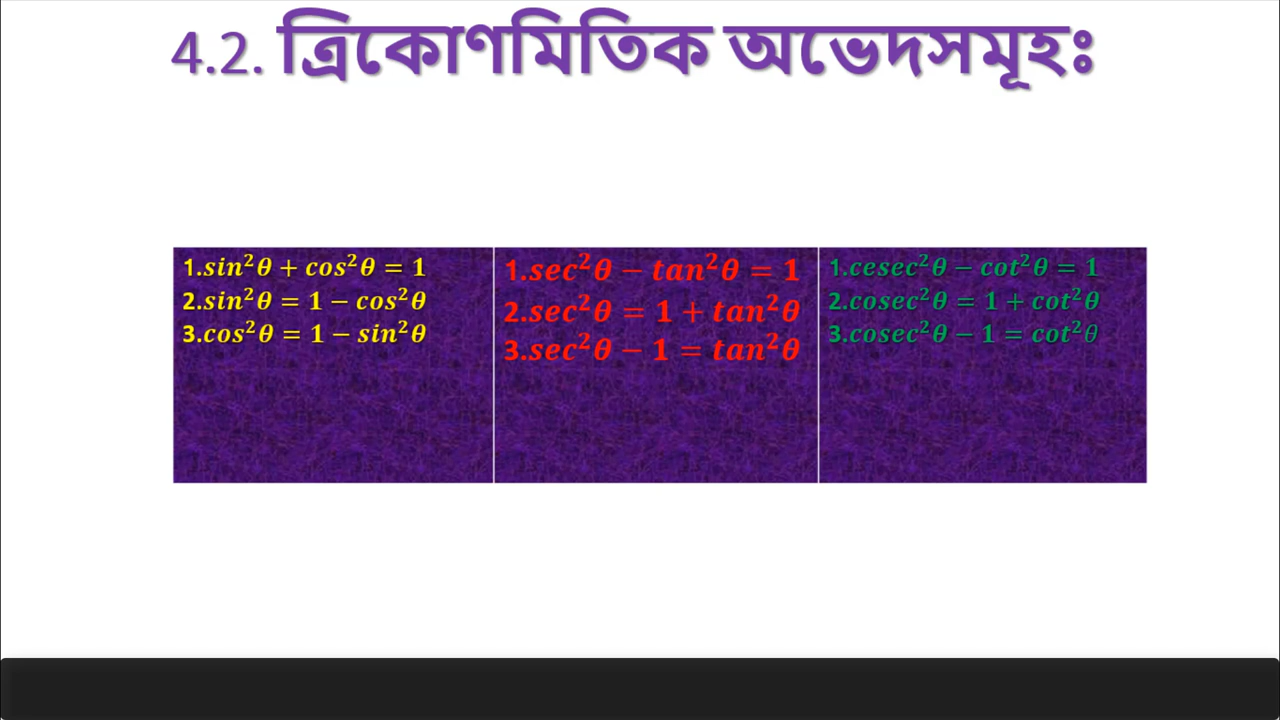 4.2. ত্রিকোণমিতিক অভেদসমূহঃ
1.sin²θ + cos²θ = 1
2.sin²θ = 1 − cos²θ
3.cos²θ = 1 − sin²θ
1.sec²θ − tan²θ = 1
2.sec²θ = 1 + tan²θ
3.sec²θ − 1 = tan²θ
1.cesec²θ − cot²θ = 1
2.cosec²θ = 1 + cot²θ
3.cosec²θ − 1 = cot²θ